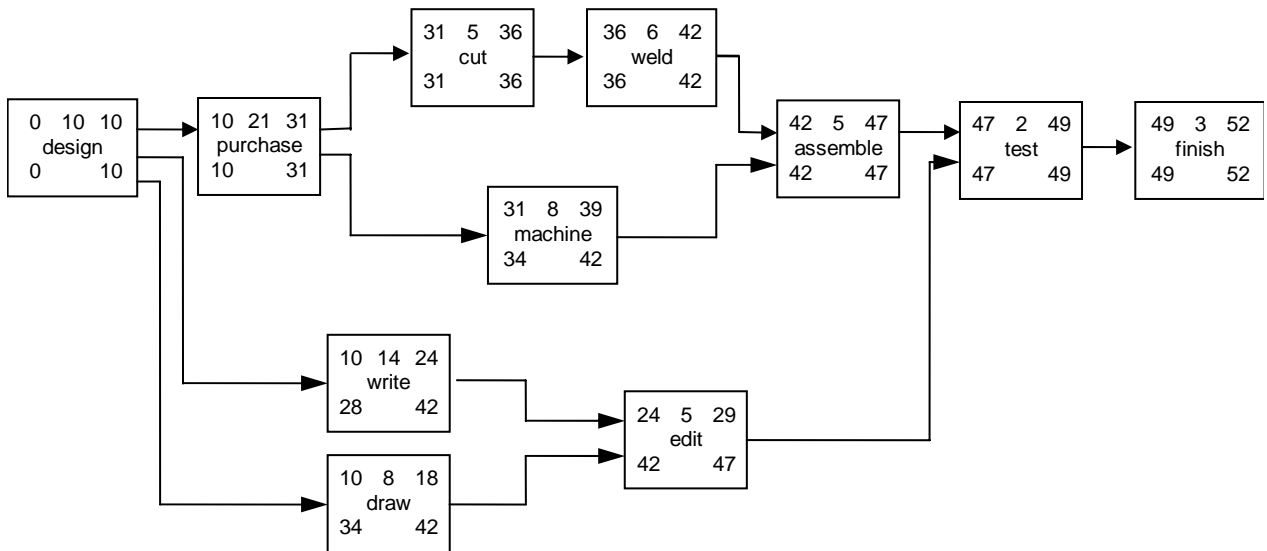 31 5 36
cut
31 36
36 6 42
weld
36 42
0 10 10
design
0 10
10 21 31
purchase
10 31
42 5 47
assemble
42 47
47 2 49
test
47 49
49 3 52
finish
49 52
31 8 39
machine
34 42
10 14 24
write
28 42
24 5 29
edit
42 47
10 8 18
draw
34 42